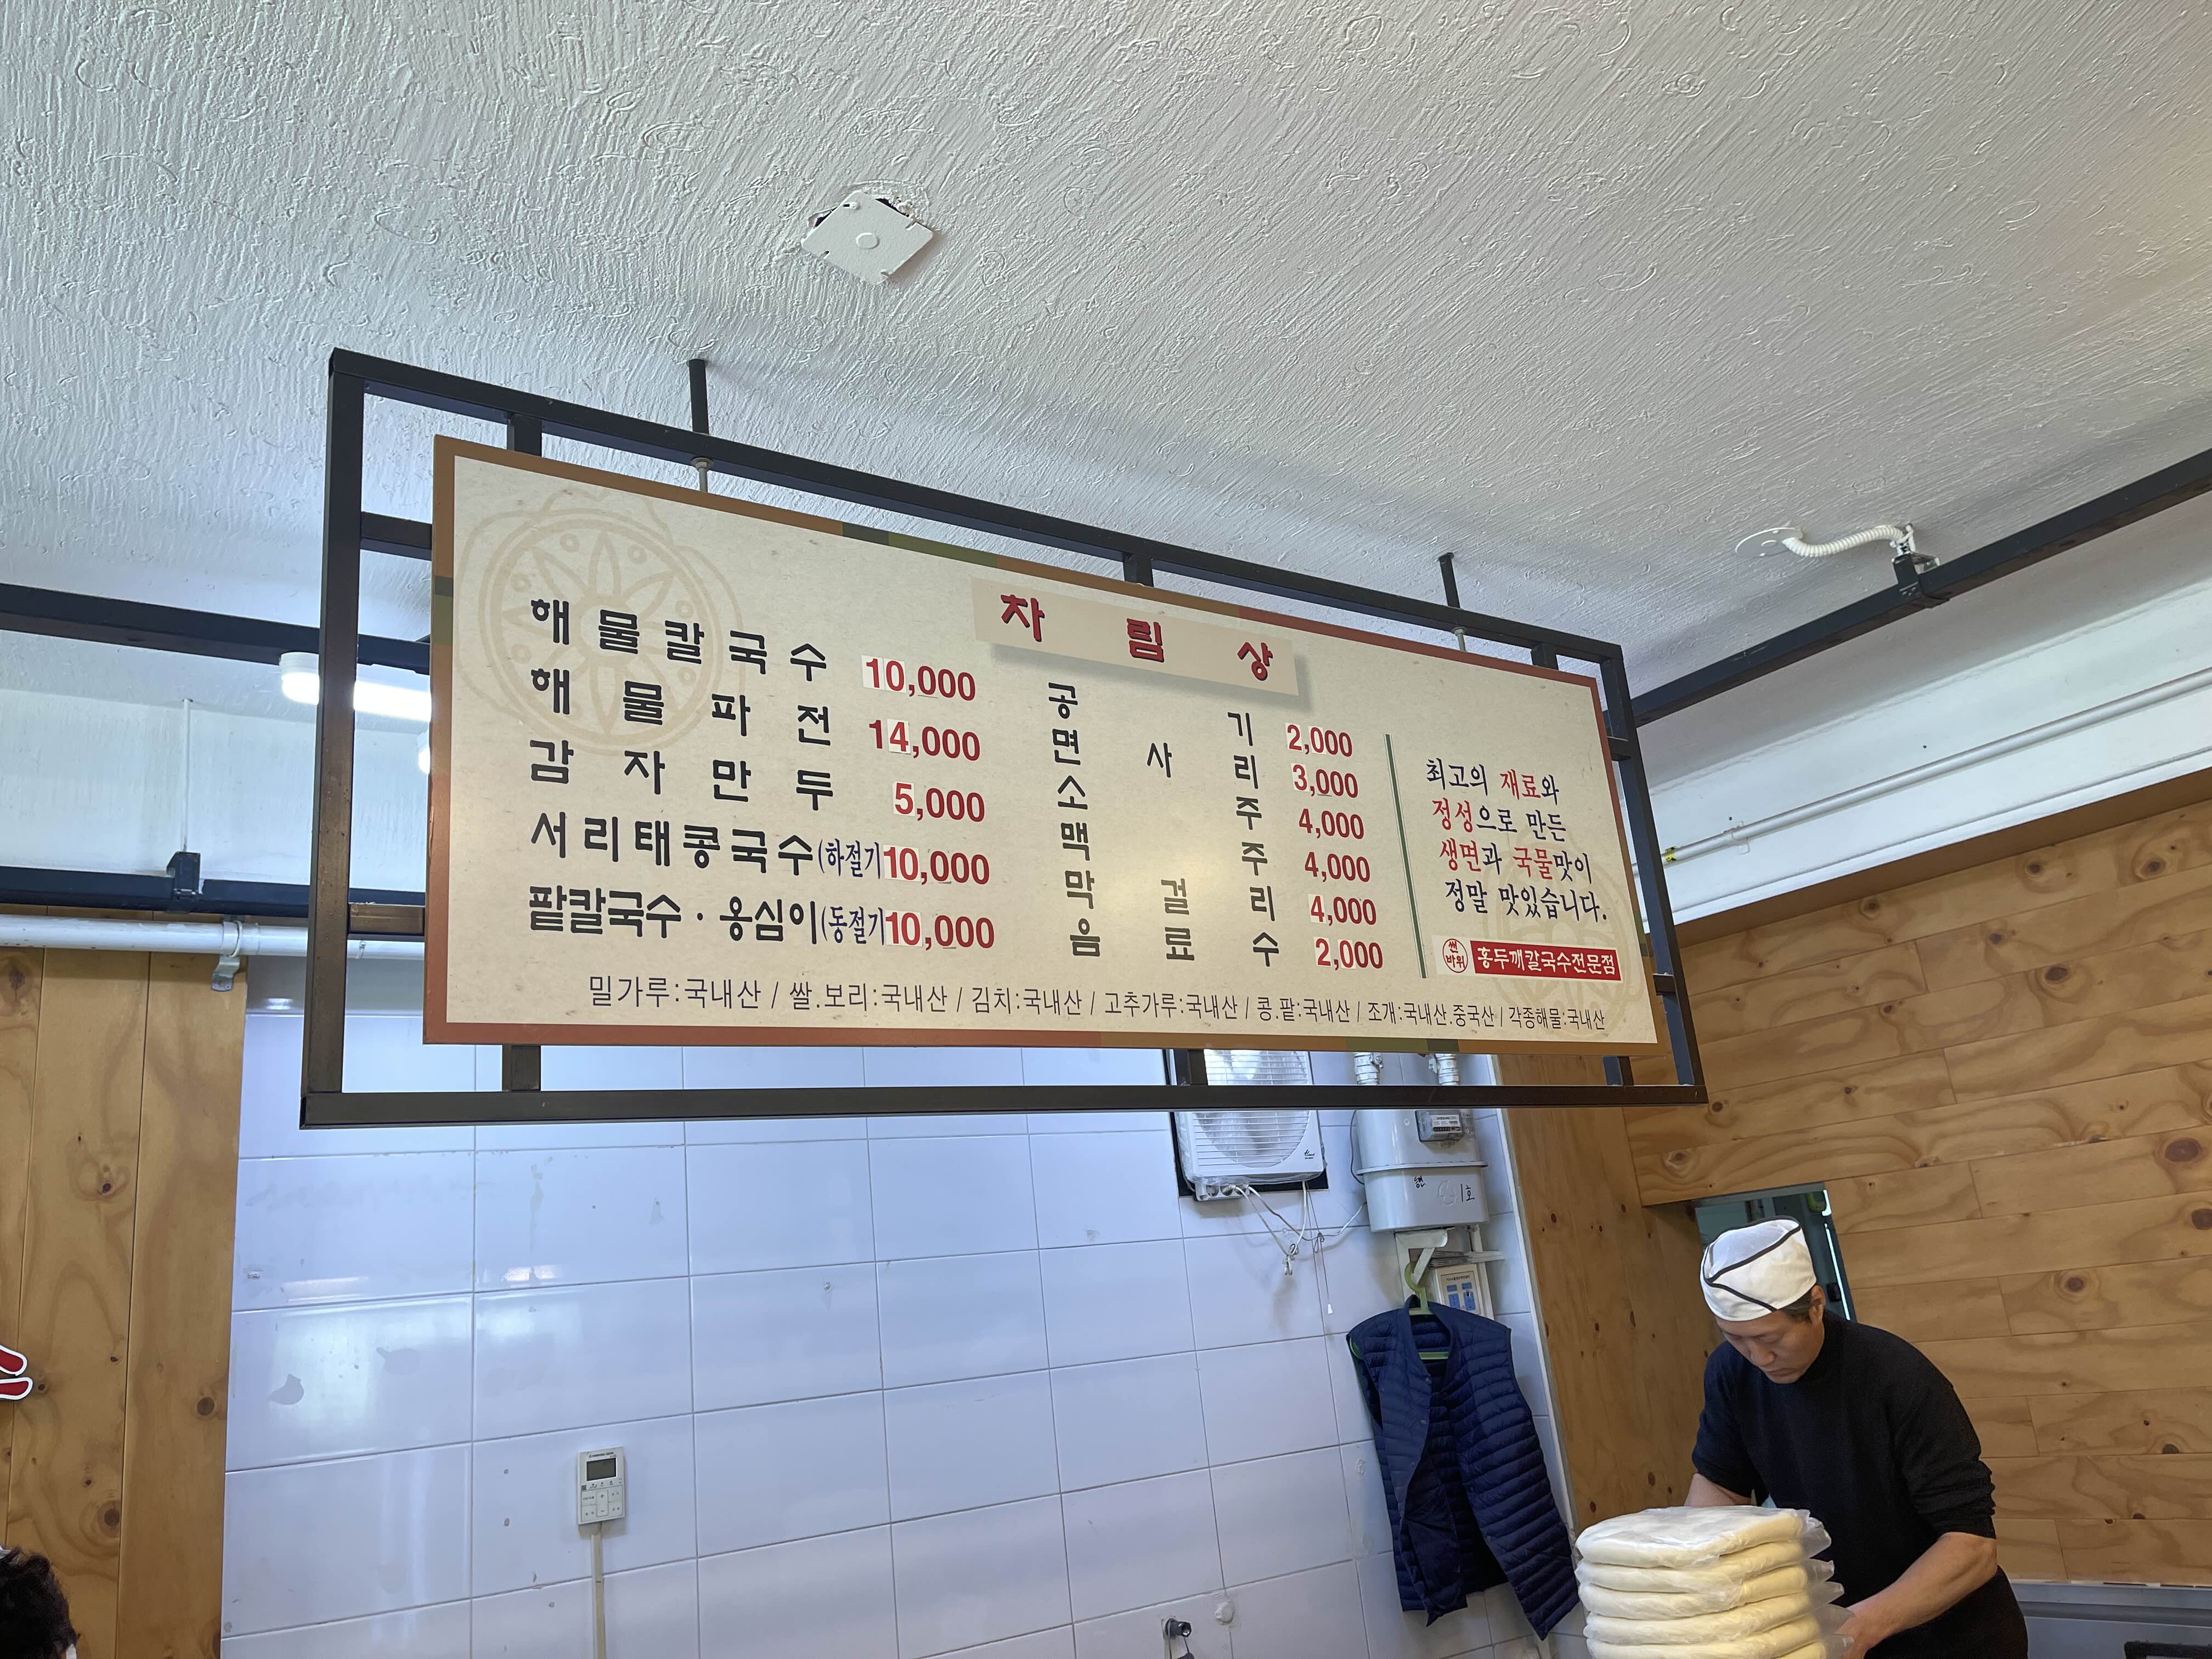 차림상
해물칼국수 10,000
해물파전 14,000
감자만두 5,000
서리태콩국수(하절기 10,000
팥칼국수·옹심이(동절기 10,000
공기 2,000
면사리 3,000
소주 4,000
맥주 4,000
막걸리 4,000
음료수 2,000
최고의 재료와
정성으로 만든
생면과 국물맛이
정말 맛있습니다.
썬바위 홍두깨칼국수전문점
밀가루:국내산 / 쌀.보리:국내산 / 김치:국내산 / 고추가루:국내산 / 콩.팥:국내산 / 조개:국내산.중국산 / 각종해물:국내산
1호